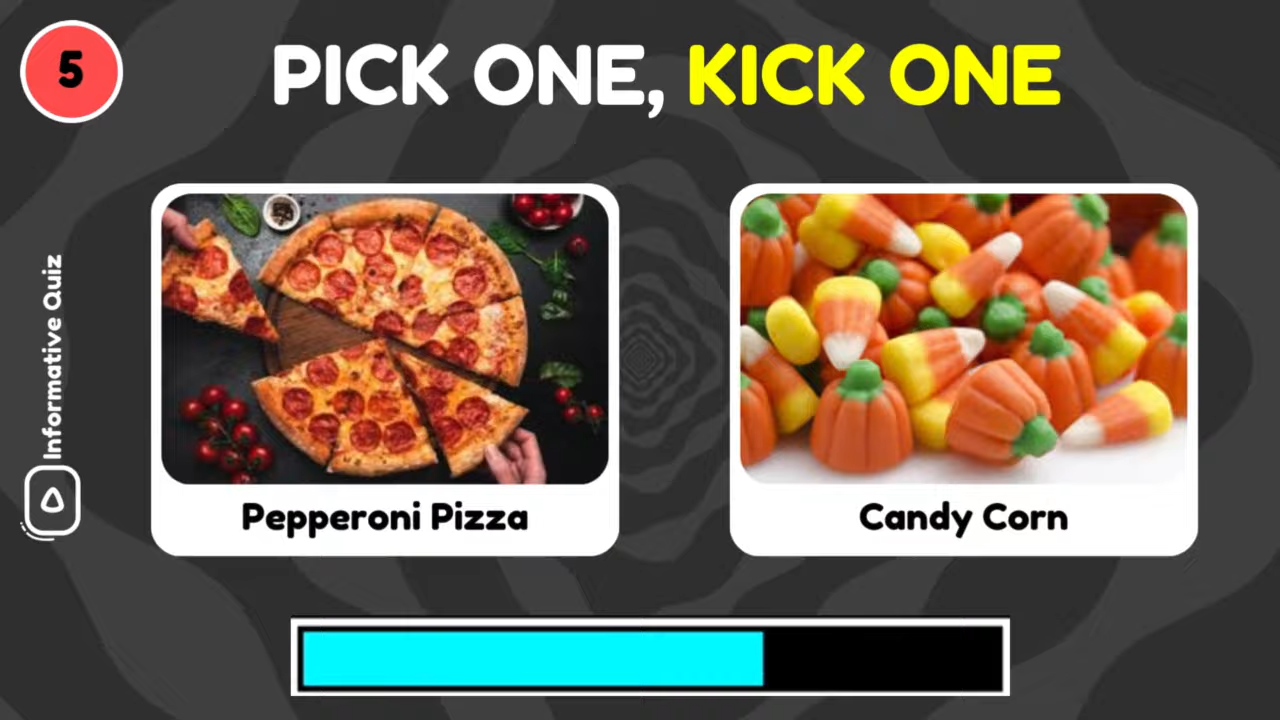 5
PICK ONE, KICK ONE
Informative Quiz
Pepperoni Pizza
Candy Corn